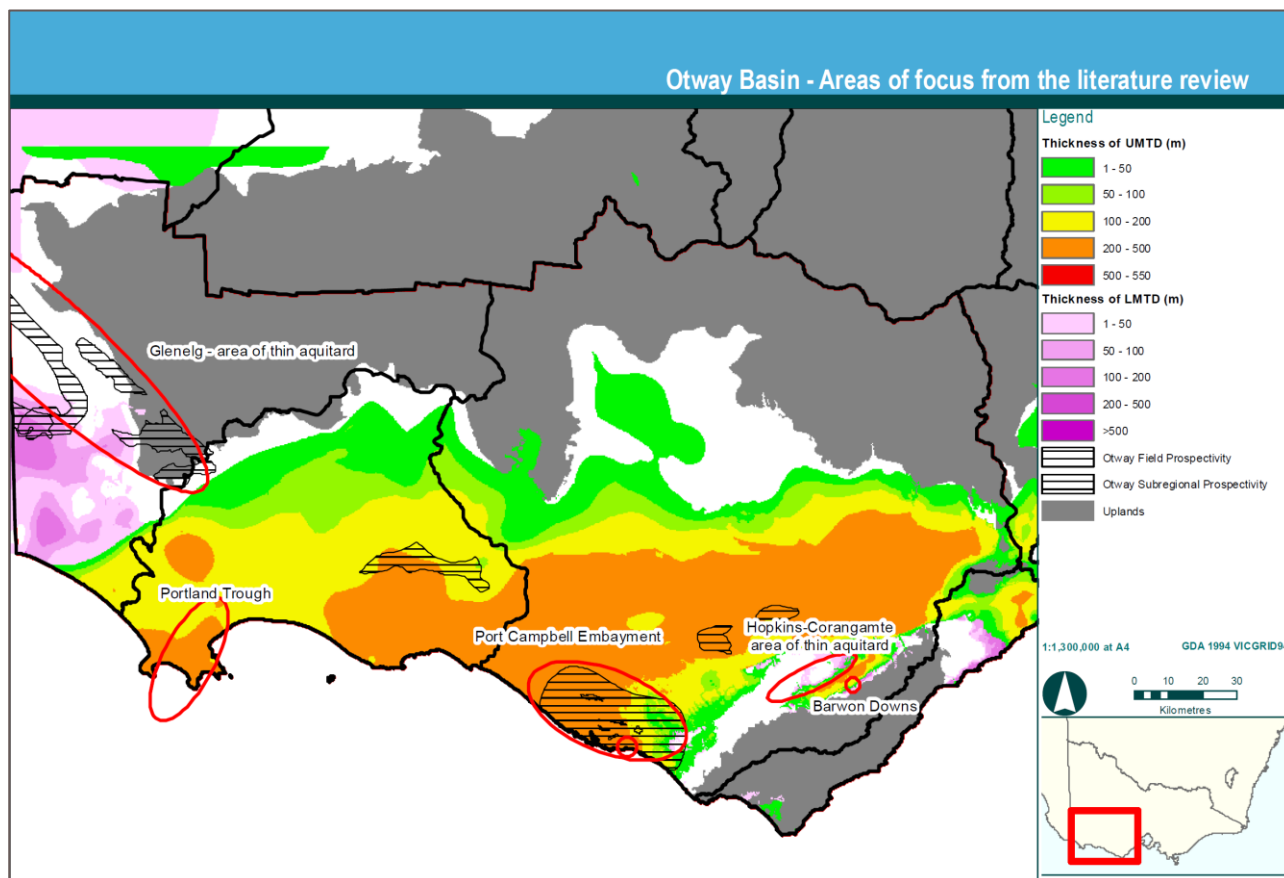 Otway Basin - Areas of focus from the literature review
Glenelg - area of thin aquitard
Portland Trough
Port Campbell Embayment
Hopkins-Corangamte
area of thin aquitard
Barwon Downs
Legend
Thickness of UMTD (m)
1 - 50
50 - 100
100 - 200
200 - 500
500 - 550
Thickness of LMTD (m)
1 - 50
50 - 100
100 - 200
200 - 500
>500
Otway Field Prospectivity
Otway Subregional Prospectivity
Uplands
1:1,300,000 at A4
GDA 1994 VICGRID94
0 10 20 30
Kilometres